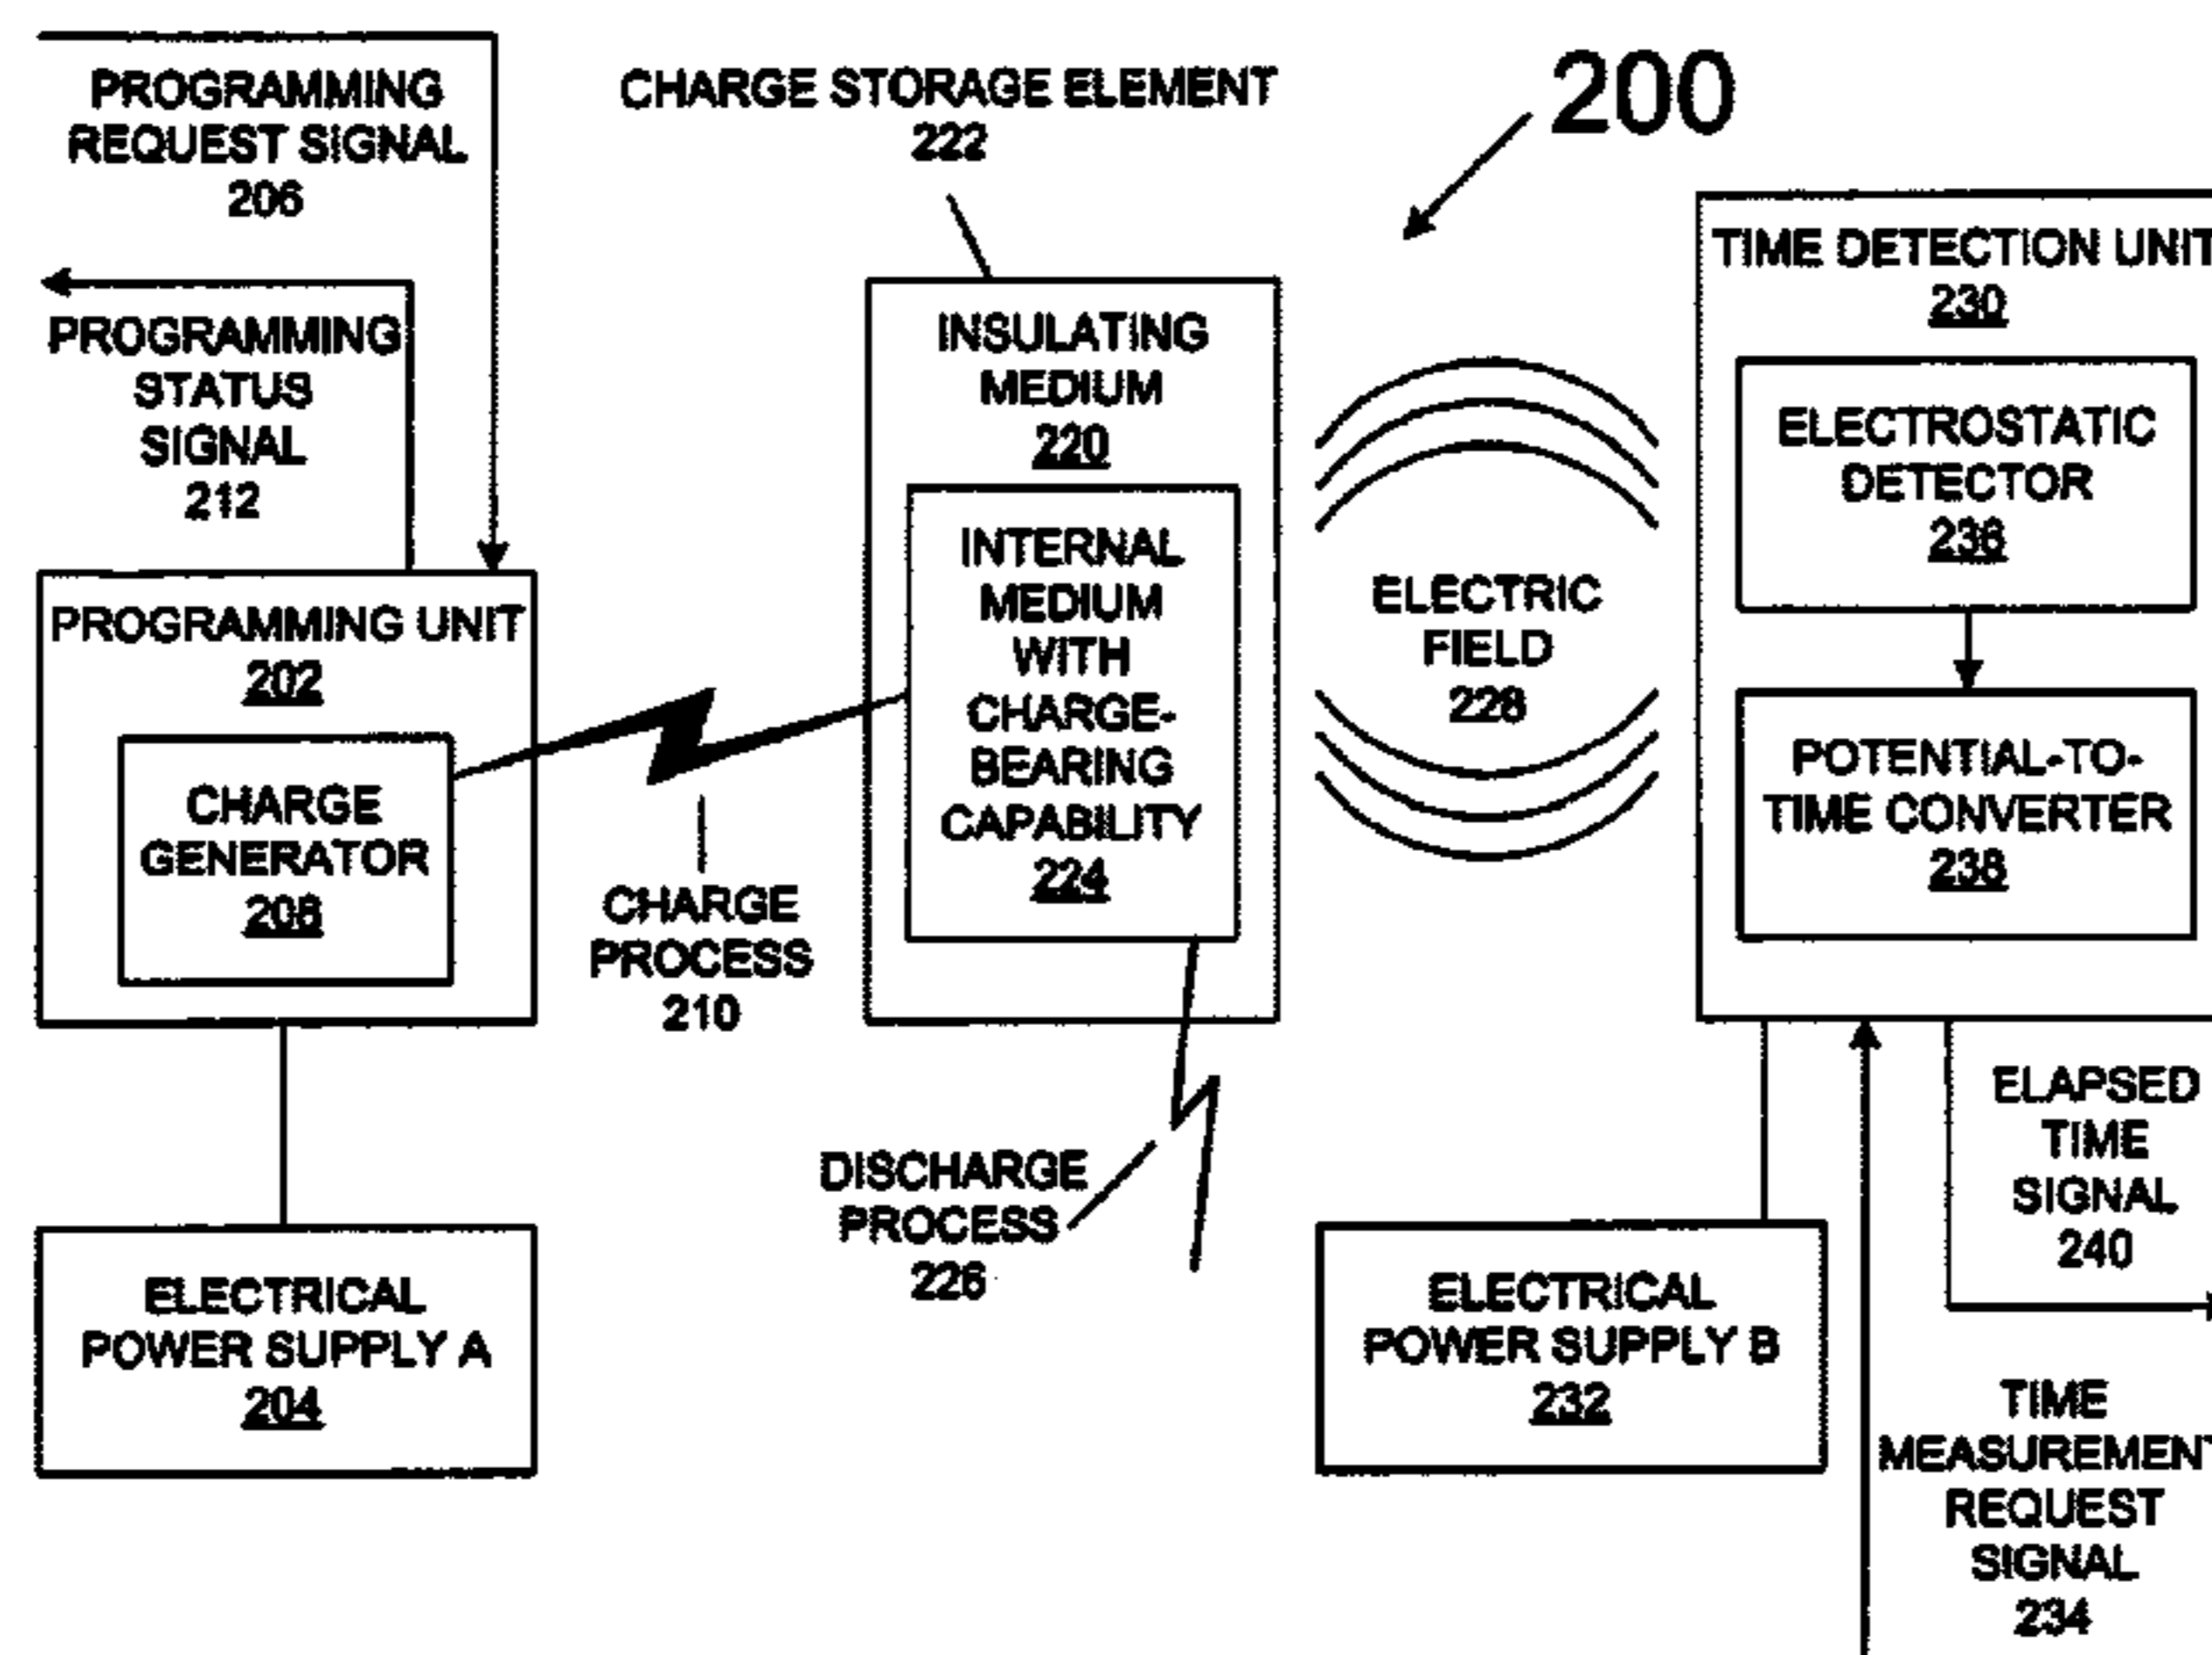 PROGRAMMING
REQUEST SIGNAL
206
CHARGE STORAGE ELEMENT
222
200
PROGRAMMING
STATUS
SIGNAL
212
PROGRAMMING UNIT
202
CHARGE
GENERATOR
208
CHARGE
PROCESS
210
ELECTRICAL
POWER SUPPLY A
204
INSULATING
MEDIUM
220
INTERNAL
MEDIUM
WITH
CHARGE-
BEARING
CAPABILITY
224
DISCHARGE
PROCESS
226
ELECTRIC
FIELD
228
TIME DETECTION UNIT
230
ELECTROSTATIC
DETECTOR
236
POTENTIAL-TO-
TIME CONVERTER
238
ELECTRICAL
POWER SUPPLY B
232
ELAPSED
TIME
SIGNAL
240
TIME
MEASUREMENT
REQUEST
SIGNAL
234